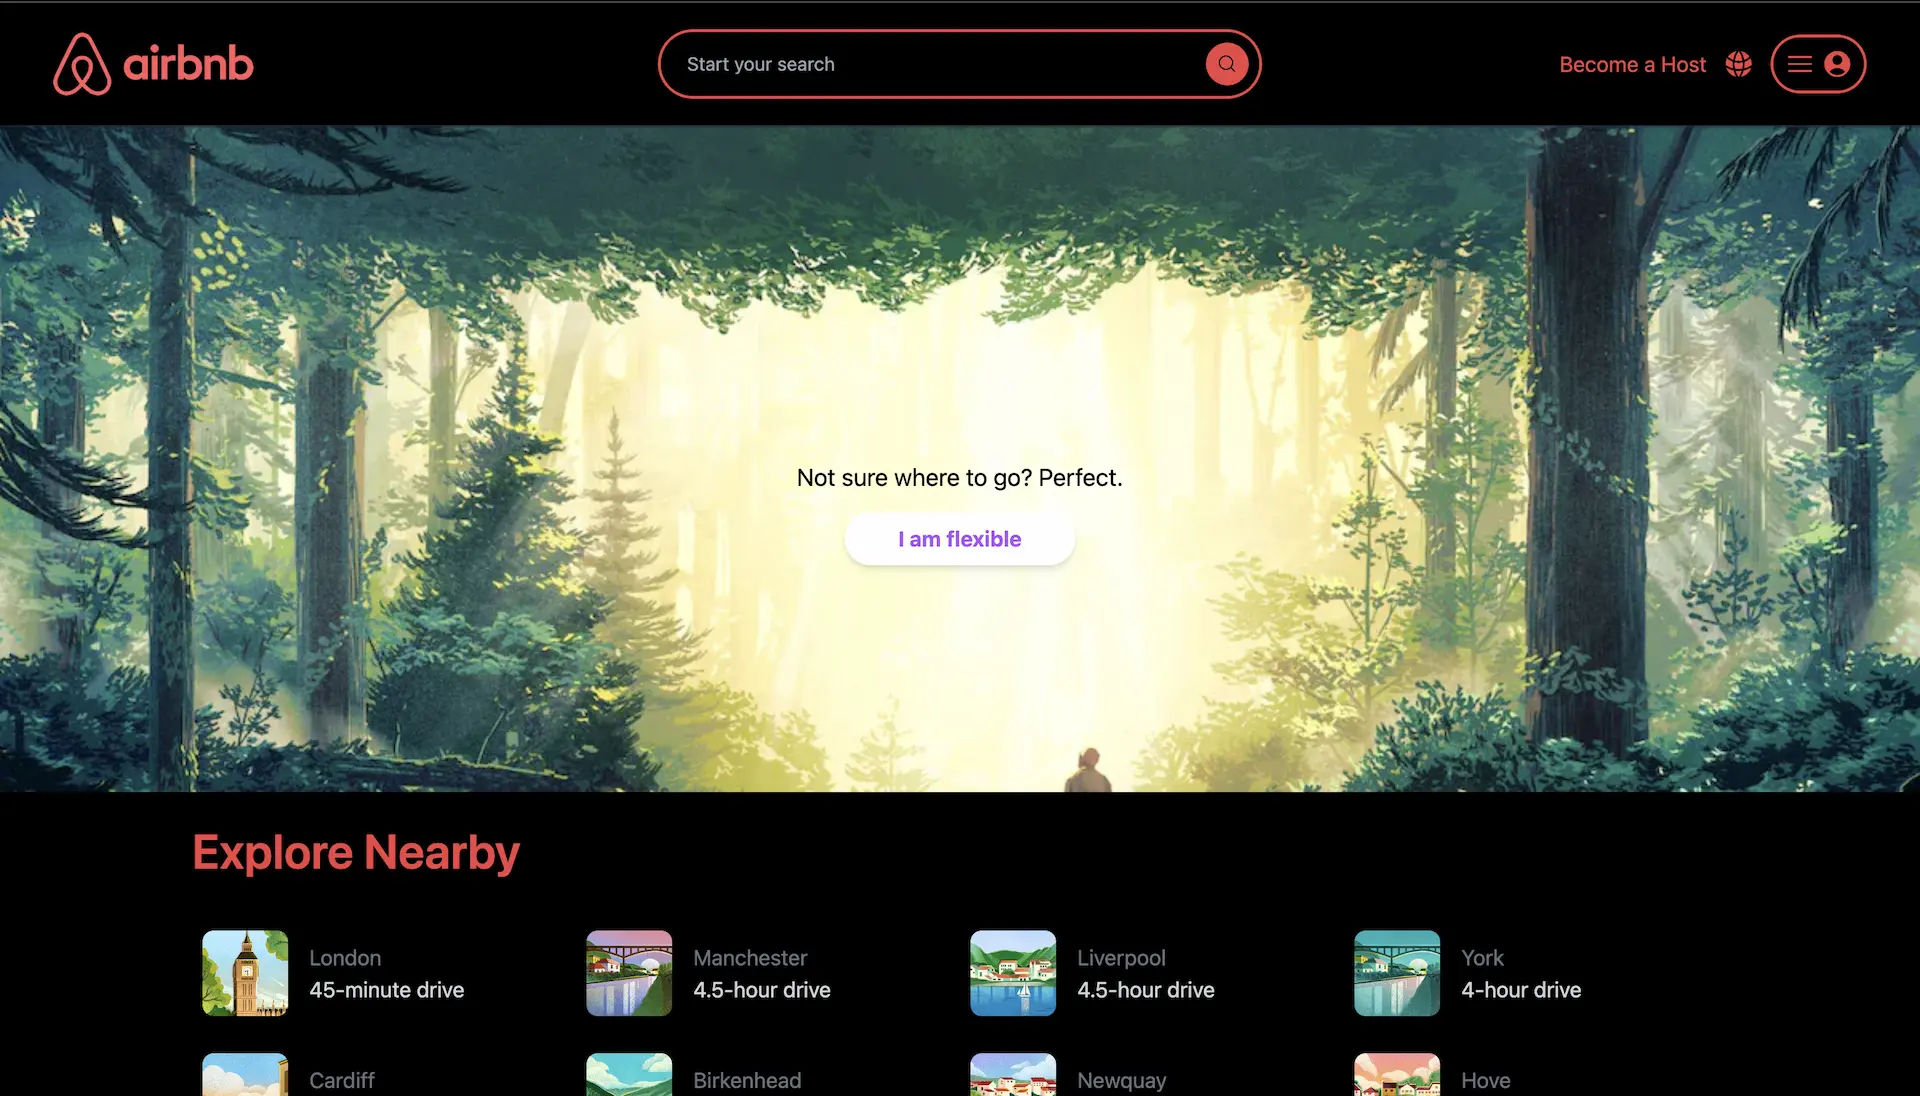 airbnb
Start your search
Become a Host
Not sure where to go? Perfect.
I am flexible
Explore Nearby
London
45-minute drive
Manchester
4.5-hour drive
Liverpool
4.5-hour drive
York
4-hour drive
Cardiff
Birkenhead
Newquay
Hove